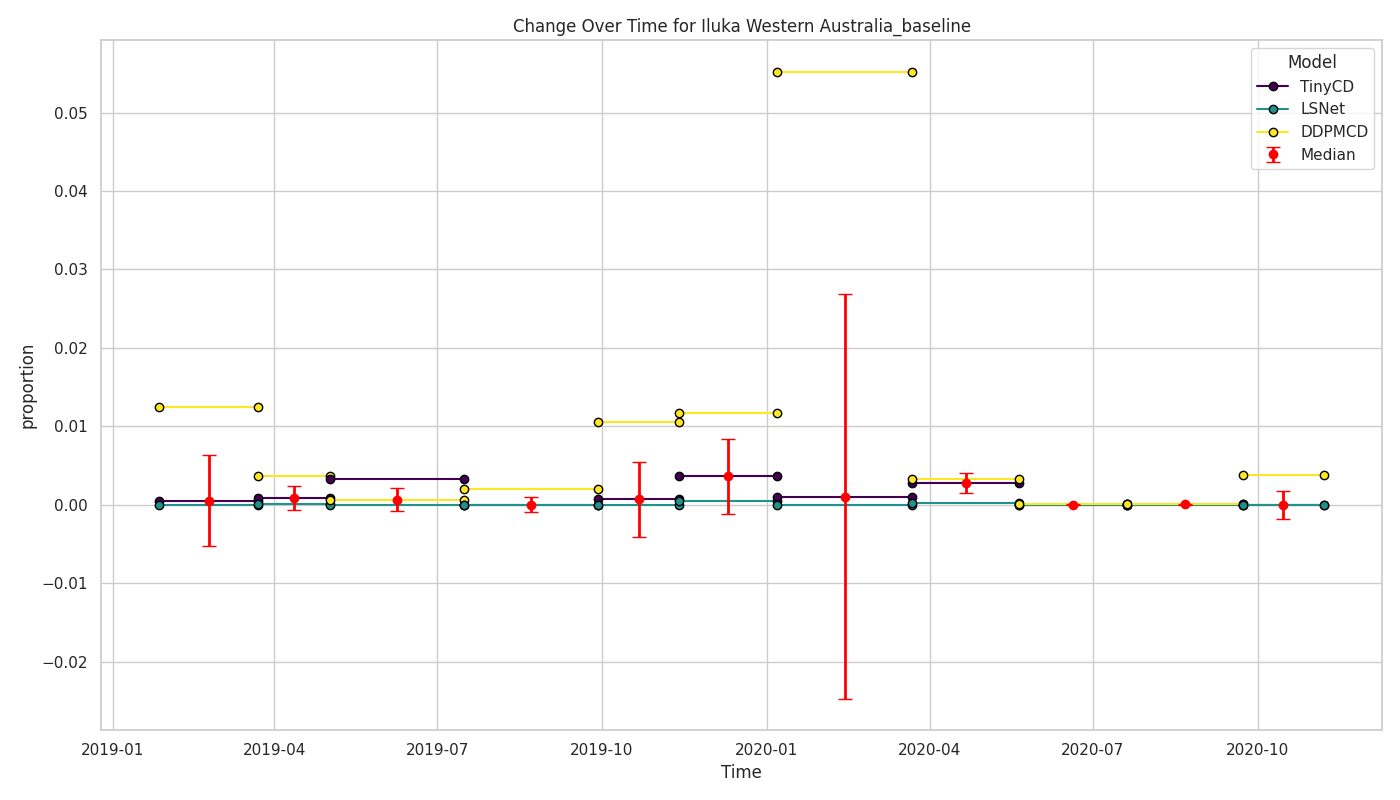 Change Over Time for Iluka Western Australia_baseline
Model
TinyCD
LSNet
DDPMCD
Median
proportion
0.05
0.04
0.03
0.02
0.01
0.00
−0.01
−0.02
2019-01
2019-04
2019-07
2019-10
2020-01
2020-04
2020-07
2020-10
Time